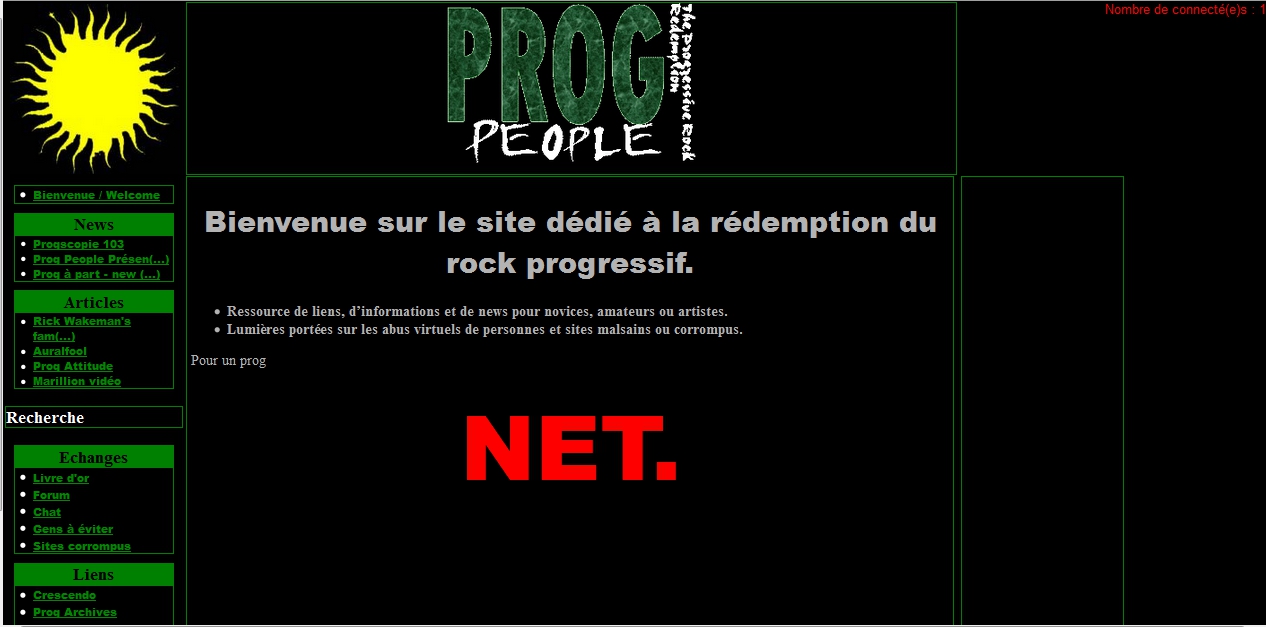 Nombre de connecté(e)s : 1
PROG
PEOPLE
The Progressive Rock
Redemption
Bienvenue / Welcome
News
Progscopie 103
Prog People Présen(...)
Prog à part - new (...)
Articles
Rick Wakeman's
fam(...)
Auralfool
Prog Attitude
Marillion vidéo
Recherche
Echanges
Livre d'or
Forum
Chat
Gens à éviter
Sites corrompus
Liens
Crescendo
Prog Archives
Bienvenue sur le site dédié à la rédemption du
rock progressif.
Ressource de liens, d’informations et de news pour novices, amateurs ou artistes.
Lumières portées sur les abus virtuels de personnes et sites malsains ou corrompus.
Pour un prog
NET.